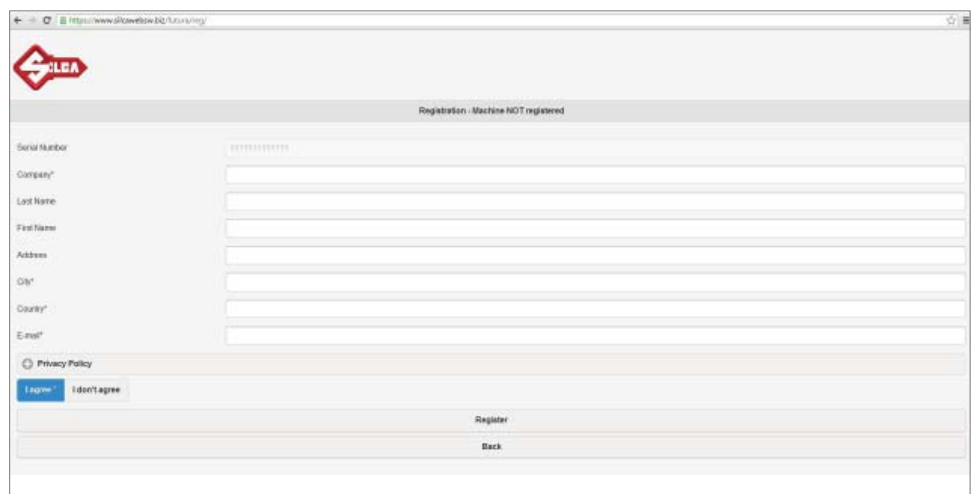 https://www.silcawebsw.biz/futura/reg/
SILCA
Registration - Machine NOT registered
Serial Number
Company*
Last Name
First Name
Address
City*
Country*
E-mail*
Privacy Policy
I agree * I don't agree
Register
Back